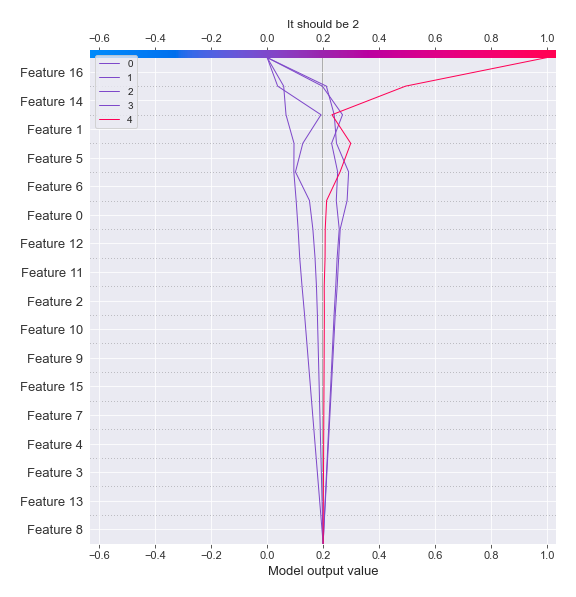 It should be 2
−0.6 −0.4 −0.2 0.0 0.2 0.4 0.6 0.8 1.0
0
1
2
3
4
Feature 16
Feature 14
Feature 1
Feature 5
Feature 6
Feature 0
Feature 12
Feature 11
Feature 2
Feature 10
Feature 9
Feature 15
Feature 7
Feature 4
Feature 3
Feature 13
Feature 8
−0.6 −0.4 −0.2 0.0 0.2 0.4 0.6 0.8 1.0
Model output value